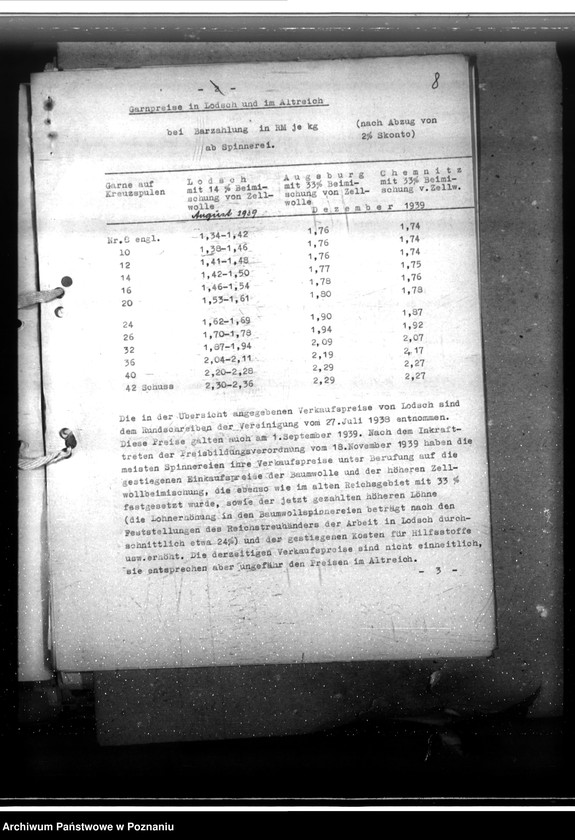 - 2 -
8
Garnpreise in Lodsch und im Altreich
bei Barzahlung in RM je kg (nach Abzug von
2% Skonto)
ab Spinnerei.
Garne auf Kreuzspulen | Lodsch mit 14 % Beimischung von Zellwolle August 1939 | Augsburg mit 33% Beimischung von Zellwolle | Chemnitz mit 33% Beimischung v.Zellw.
Dezember 1939
Nr.8 engl. 1,34-1,42 1,76 1,74
10 1,38-1,46 1,76 1,74
12 1,41-1,48 1,76 1,74
14 1,42-1,50 1,77 1,75
16 1,46-1,54 1,78 1,76
20 1,53-1,61 1,80 1,78
24 1,62-1,69 1,90 1,87
26 1,70-1,78 1,94 1,92
32 1,87-1,94 2,09 2,07
36 2,04-2,11 2,19 2,17
40 2,20-2,28 2,29 2,27
42 Schuss 2,30-2,36 2,29 2,27
Die in der Übersicht angegebenen Verkaufspreise von Lodsch sind
dem Rundschreiben der Vereinigung vom 27.Juli 1938 entnommen.
Diese Preise galten auch am 1.September 1939. Nach dem Inkraft-
treten der Preisbildungsverordnung vom 18.November 1939 haben die
meisten Spinnereien ihre Verkaufspreise unter Berufung auf die
gestiegenen Einkaufspreise der Baumwolle und der höheren Zell-
wollbeimischung, die ebenso wie im alten Reichsgebiet mit 33 %
festgesetzt wurde, sowie der jetzt gezahlten höheren Löhne
(die Lohnerhöhung in den Baumwollspinnereien beträgt nach den
Feststellungen des Reichstreuhänders der Arbeit in Lodsch durch-
schnittlich etwa 24%) und der gestiegenen Kosten für Hilfsstoffe
usw.erhöht. Die derzeitigen Verkaufspreise sind nicht einheitlich,
sie entsprechen aber ungefähr den Preisen im Altreich.
- 3 -
Archiwum Państwowe w Poznaniu